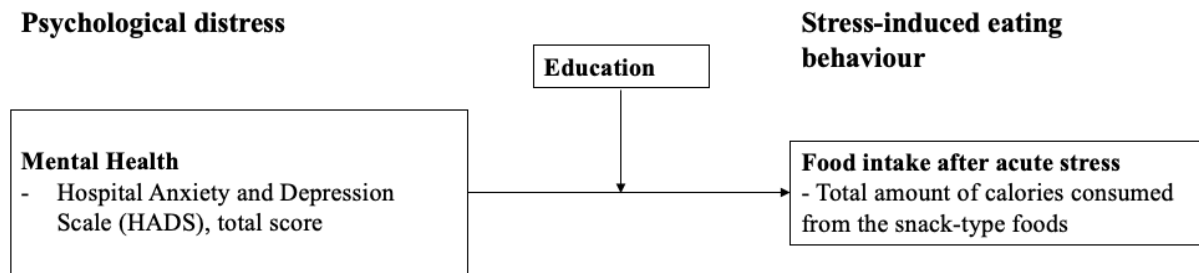 Psychological distress
Stress-induced eating
behaviour
Education
Mental Health
- Hospital Anxiety and Depression
Scale (HADS), total score
Food intake after acute stress
- Total amount of calories consumed
from the snack-type foods